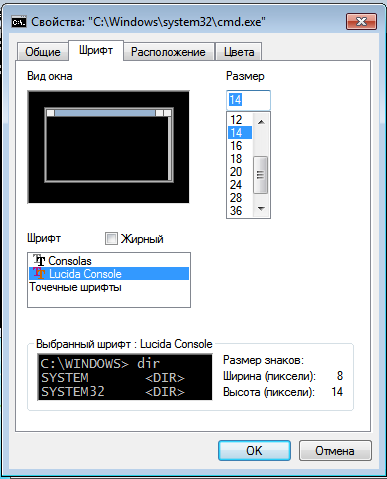 Свойства: "C:\Windows\system32\cmd.exe"
Общие Шрифт Расположение Цвета
Вид окна Размер
14
12
14
16
18
20
24
28
36
Шрифт Жирный
Consolas
Lucida Console
Точечные шрифты
Выбранный шрифт : Lucida Console
C:\WINDOWS> dir
SYSTEM <DIR>
SYSTEM32 <DIR>
Размер знаков:
Ширина (пиксели): 8
Высота (пиксели): 14
OK Отмена